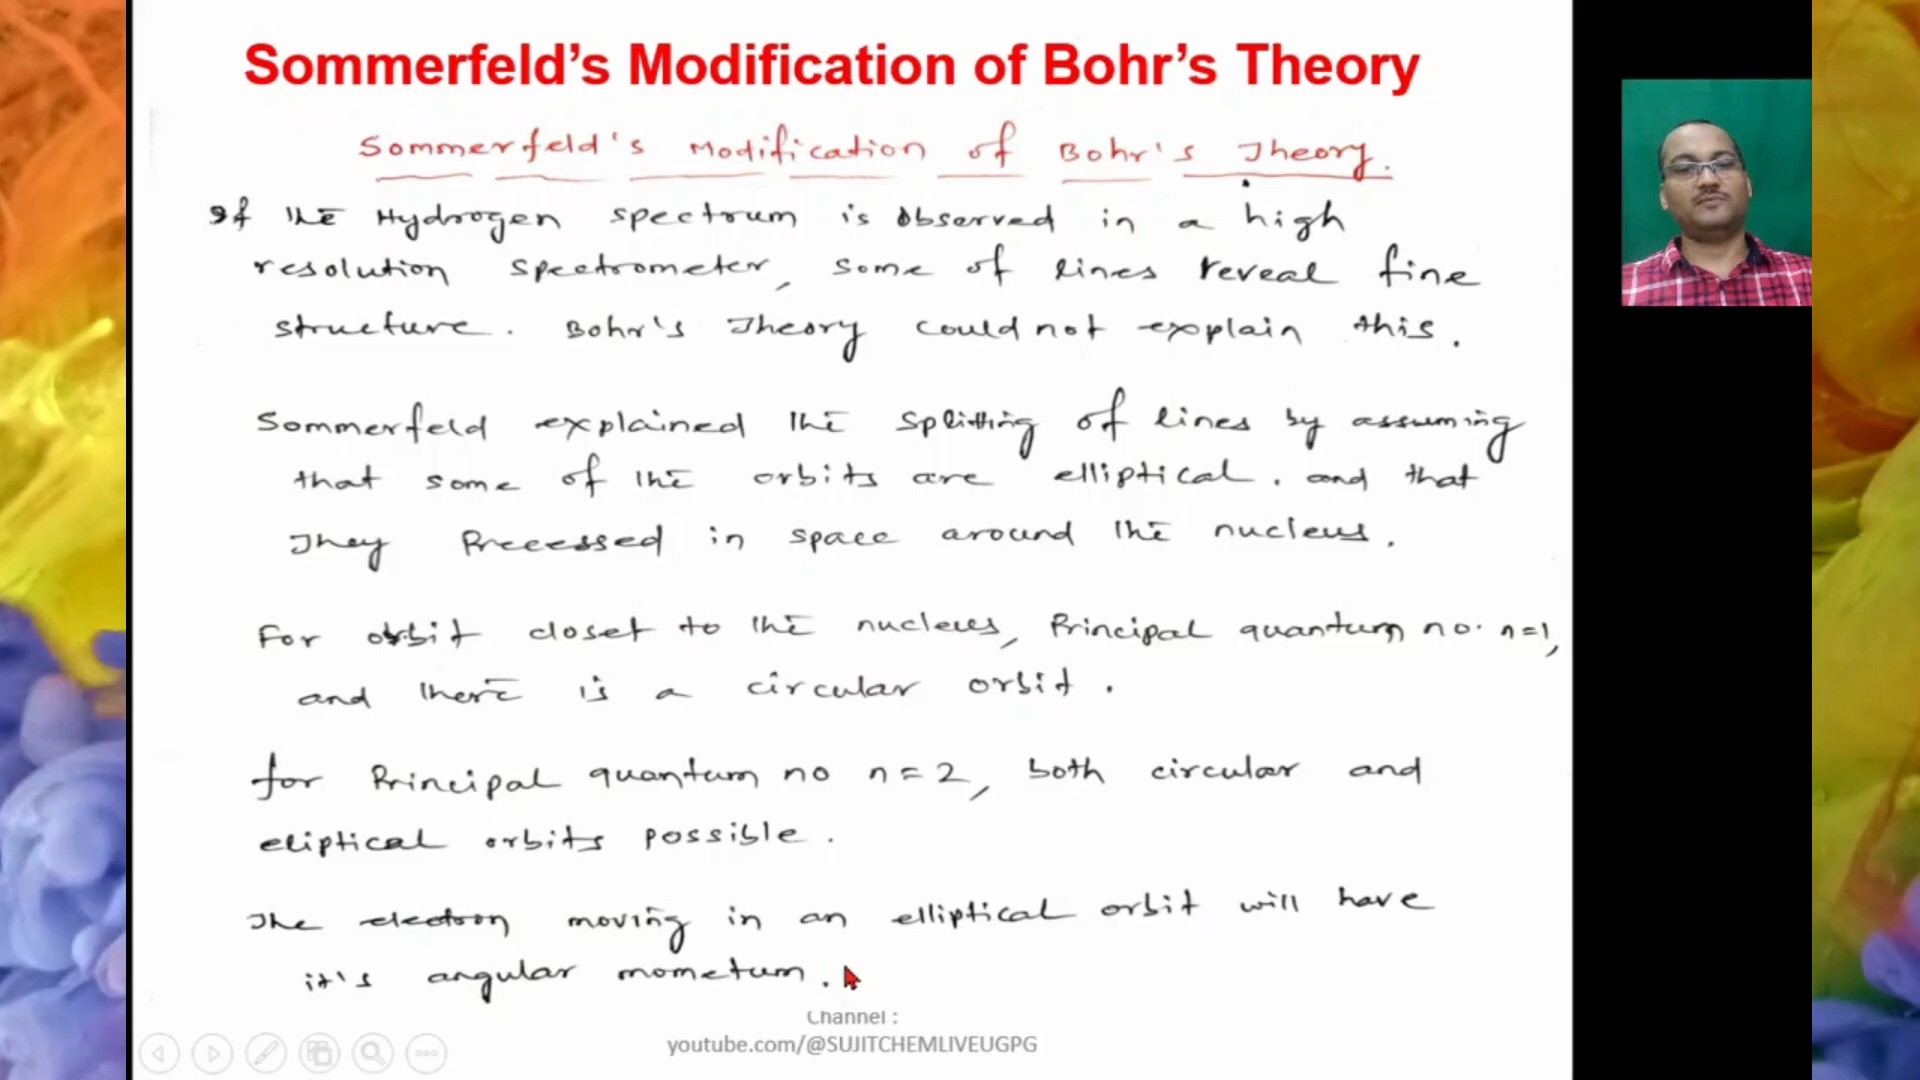 Sommerfeld's Modification of Bohr's Theory
Sommerfeld's Modification of Bohr's Theory.
If the Hydrogen spectrum is observed in a high
resolution spectrometer, some of lines reveal fine
structure. Bohr's Theory could not explain this.
Sommerfeld explained the splitting of lines by assuming
that some of the orbits are elliptical. and that
They Precessed in space around the nucleus.
For orbit closet to the nucleus, Principal quantum no. n=1,
and there is a circular orbit.
for Principal quantum no n=2, both circular and
eliptical orbits possible.
The electron moving in an elliptical orbit will have
it's angular mometum.
Channel :
youtube.com/@SUJITCHEMLIVEUGPG